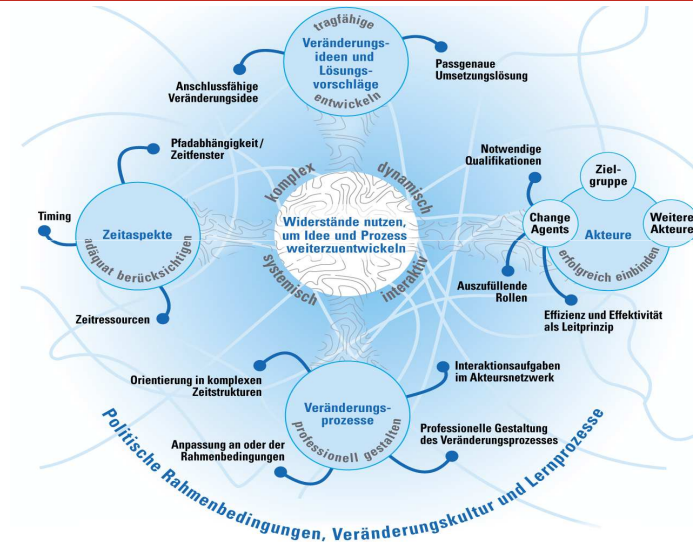 tragfähige
Veränderungs-
ideen und
Lösungs-
vorschläge
entwickeln
Anschlussfähige
Veränderungsidee
Passgenaue
Umsetzungslösung
Pfadabhängigkeit/
Zeitfenster
Timing
Zeitaspekte
adäquat berücksichtigen
Zeitressourcen
komplex
dynamisch
Widerstände nutzen,
um Idee und Prozess
weiterzuentwickeln
systemisch
interaktiv
Notwendige
Qualifikationen
Ziel-
gruppe
Change
Agents
Akteure
Weitere
Akteure
erfolgreich einbinden
Auszufüllende
Rollen
Effizienz und Effektivität
als Leitprinzip
Orientierung in komplexen
Zeitstrukturen
Interaktionsaufgaben
im Akteursnetzwerk
Veränderungs-
prozesse
professionell gestalten
Anpassung an oder der
Rahmenbedingungen
Professionelle Gestaltung
des Veränderungsprozesses
Politische Rahmenbedingungen, Veränderungskultur und Lernprozesse